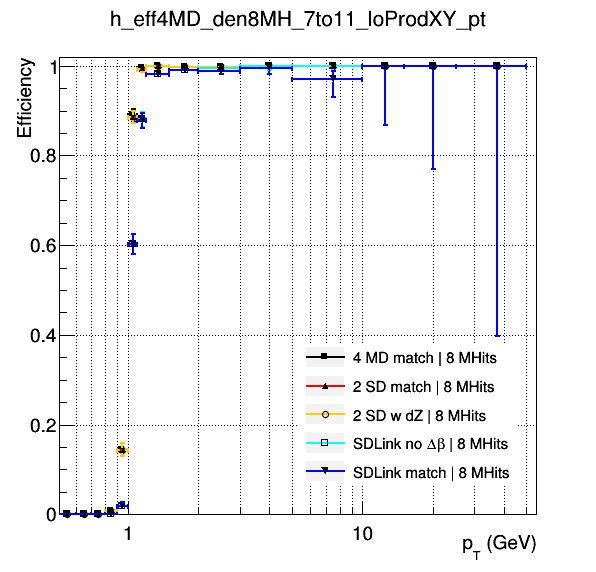 h_eff4MD_den8MH_7to11_loProdXY_pt
Efficiency
1
0.8
0.6
0.4
0.2
0
4 MD match | 8 MHits
2 SD match | 8 MHits
2 SD w dZ | 8 MHits
SDLink no Δβ | 8 MHits
SDLink match | 8 MHits
1 10
p_T (GeV)